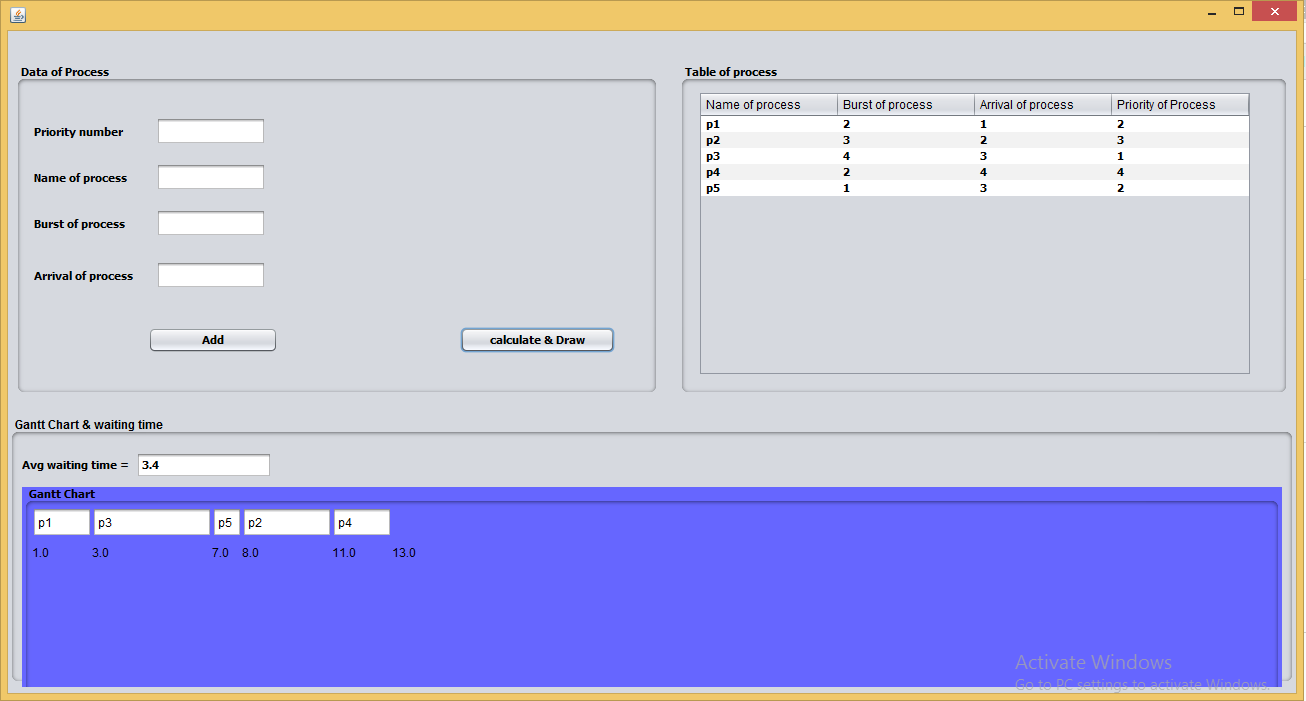 Data of Process
Priority number
Name of process
Burst of process
Arrival of process
Add calculate & Draw
Table of process
Name of process Burst of process Arrival of process Priority of Process
p1 2 1 2
p2 3 2 3
p3 4 3 1
p4 2 4 4
p5 1 3 2
Gantt Chart & waiting time
Avg waiting time = 3.4
Gantt Chart
p1 p3 p5 p2 p4
1.0 3.0 7.0 8.0 11.0 13.0
Activate Windows
Go to PC settings to activate Windows.